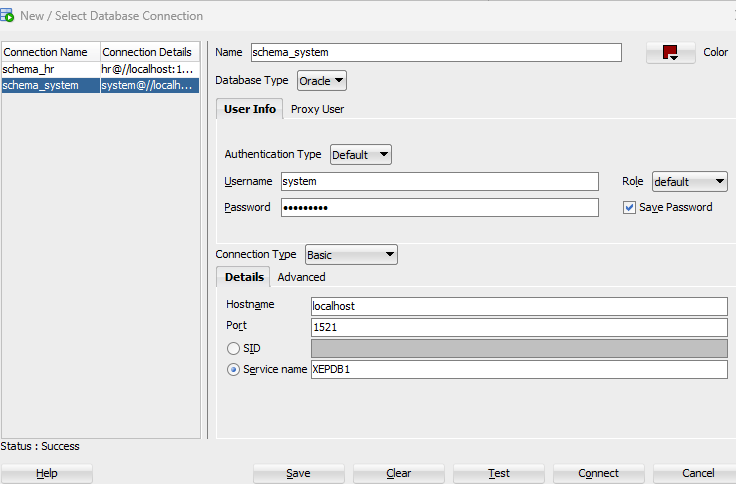 New / Select Database Connection
Connection Name Connection Details
schema_hr hr@//localhost:1...
schema_system system@//localh...
Name schema_system Color
Database Type Oracle
User Info Proxy User
Authentication Type Default
Username system Role default
Password ••••••••• Save Password
Connection Type Basic
Details Advanced
Hostname localhost
Port 1521
SID
Service name XEPDB1
Status : Success
Help Save Clear Test Connect Cancel